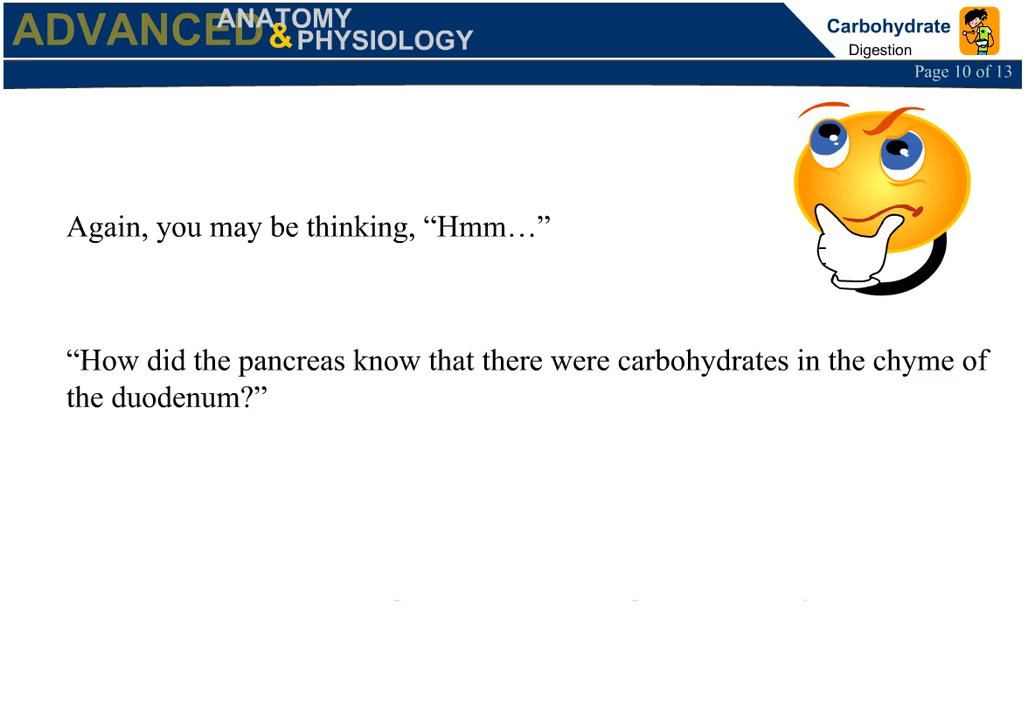 ADVANCED ANATOMY & PHYSIOLOGY
Carbohydrate
Digestion
Page 10 of 13
Again, you may be thinking, “Hmm…”
“How did the pancreas know that there were carbohydrates in the chyme of
the duodenum?”